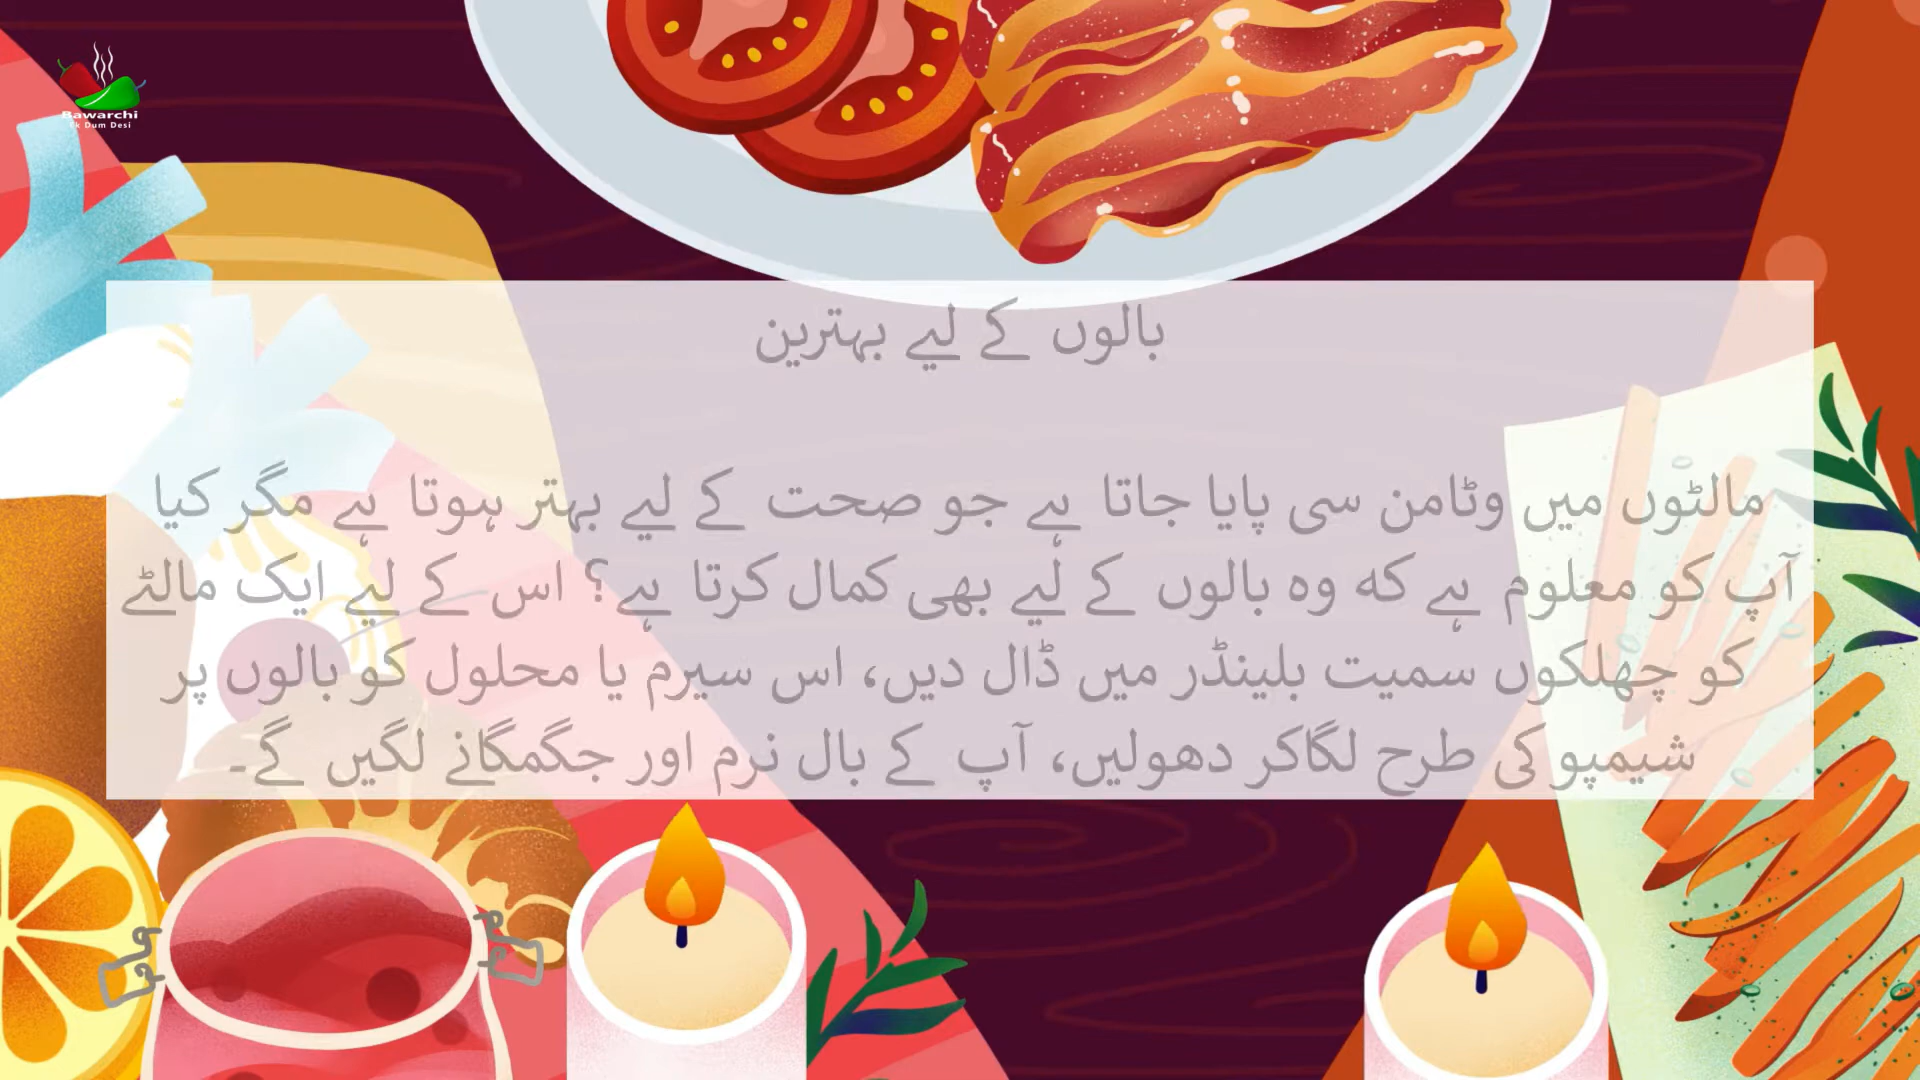 Bawarchi
Ek Dum Desi
بالوں کے لیے بہترین
مالٹوں میں وٹامن سی پایا جاتا ہے جو صحت کے لیے بہتر ہوتا ہے مگر کیا
آپ کو معلوم ہے کہ وہ بالوں کے لیے بھی کمال کرتا ہے؟ اس کے لیے ایک مالٹے
کو چھلکوں سمیت بلینڈر میں ڈال دیں، اس سیرم یا محلول کو بالوں پر
شیمپو کی طرح لگاکر دھولیں، آپ کے بال نرم اور جگمگانے لگیں گے۔